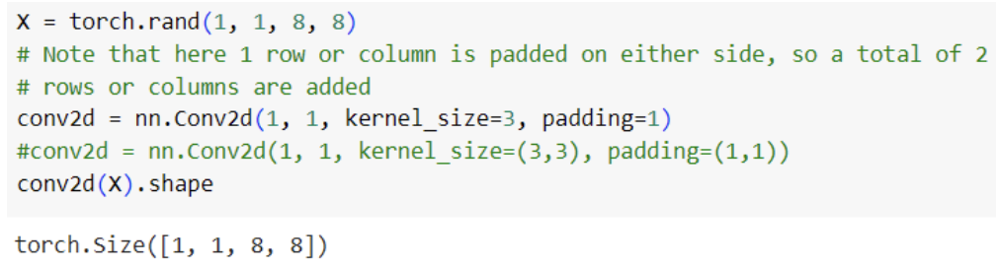 X = torch.rand(1, 1, 8, 8)
# Note that here 1 row or column is padded on either side, so a total of 2
# rows or columns are added
conv2d = nn.Conv2d(1, 1, kernel_size=3, padding=1)
#conv2d = nn.Conv2d(1, 1, kernel_size=(3,3), padding=(1,1))
conv2d(X).shape
torch.Size([1, 1, 8, 8])